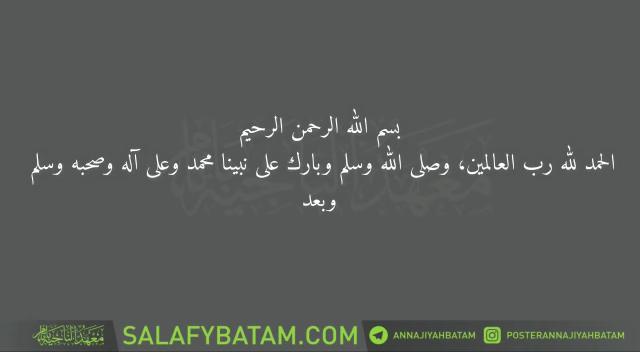 بسم الله الرحمن الرحيم
الحمد لله رب العالمين، وصلى الله وسلم وبارك على نبينا محمد وعلى آله وصحبه وسلم
وبعد
معهد الناجية
SALAFYBATAM.COM ANNAJIYAHBATAM POSTERANNAJIYAHBATAM